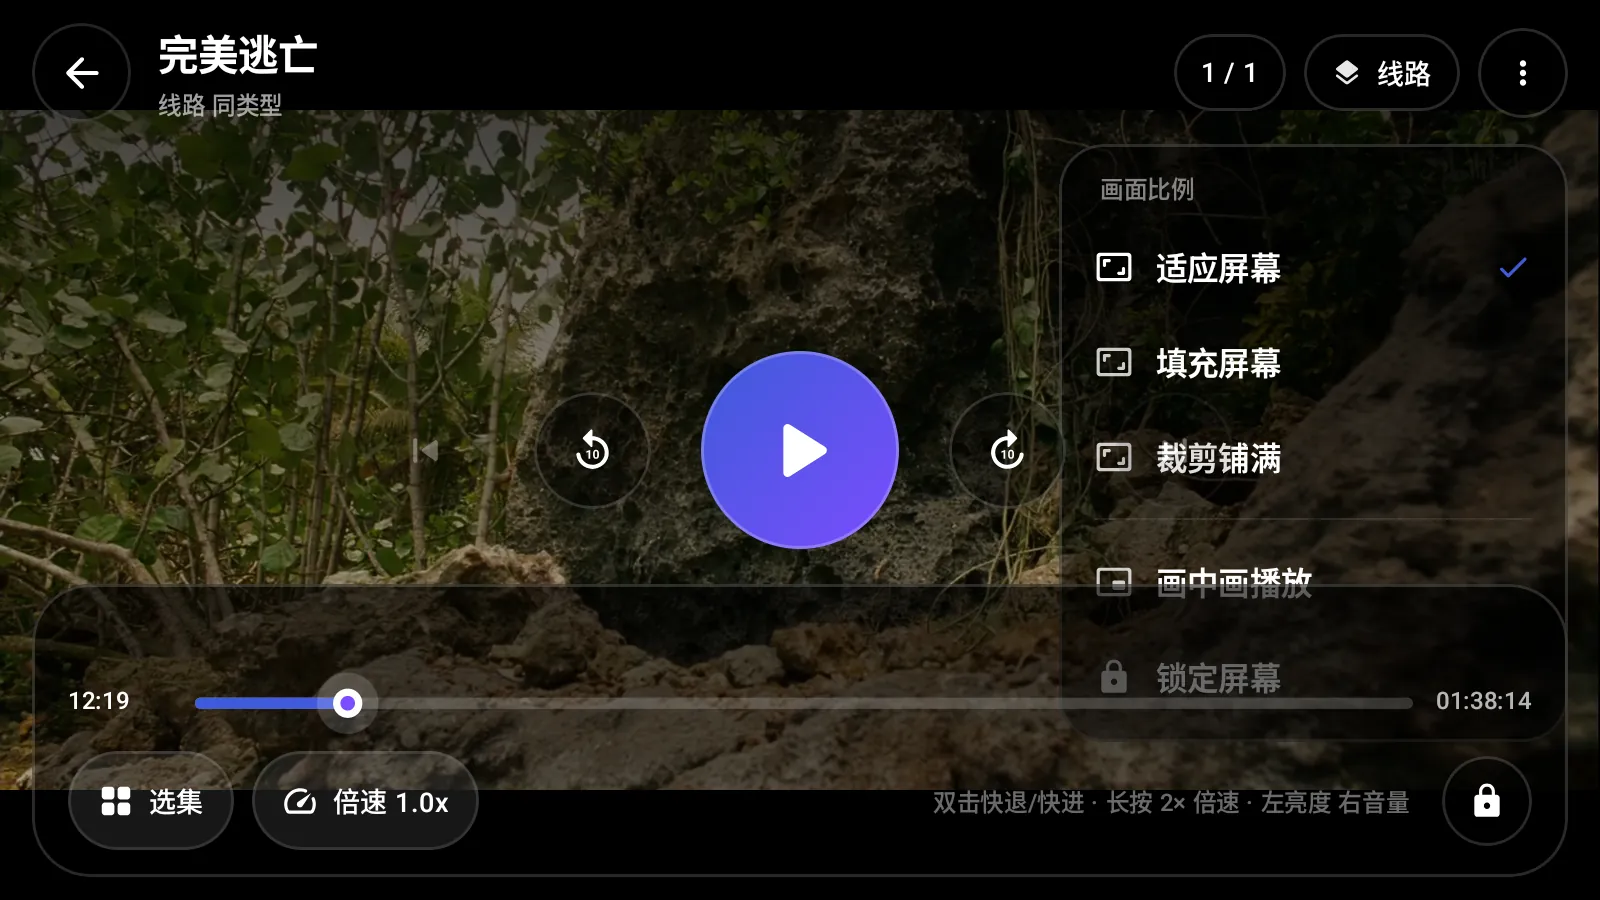 完美逃亡
线路 同类型
1 / 1
线路
画面比例
适应屏幕
填充屏幕
裁剪铺满
画中画播放
锁定屏幕
10
10
12:19
01:38:14
选集
倍速 1.0x
双击快退/快进 · 长按 2× 倍速 · 左亮度 右音量